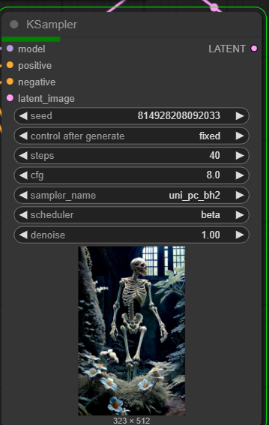 KSampler
model LATENT
positive
negative
latent_image
seed 814928208092033
control after generate fixed
steps 40
cfg 8.0
sampler_name uni_pc_bh2
scheduler beta
denoise 1.00
323 × 512